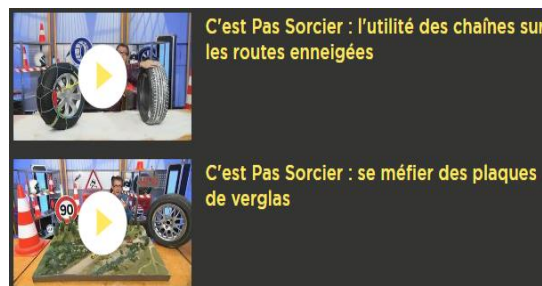 C'est Pas Sorcier : l'utilité des chaînes sur
les routes enneigées
C'est Pas Sorcier : se méfier des plaques
de verglas
90